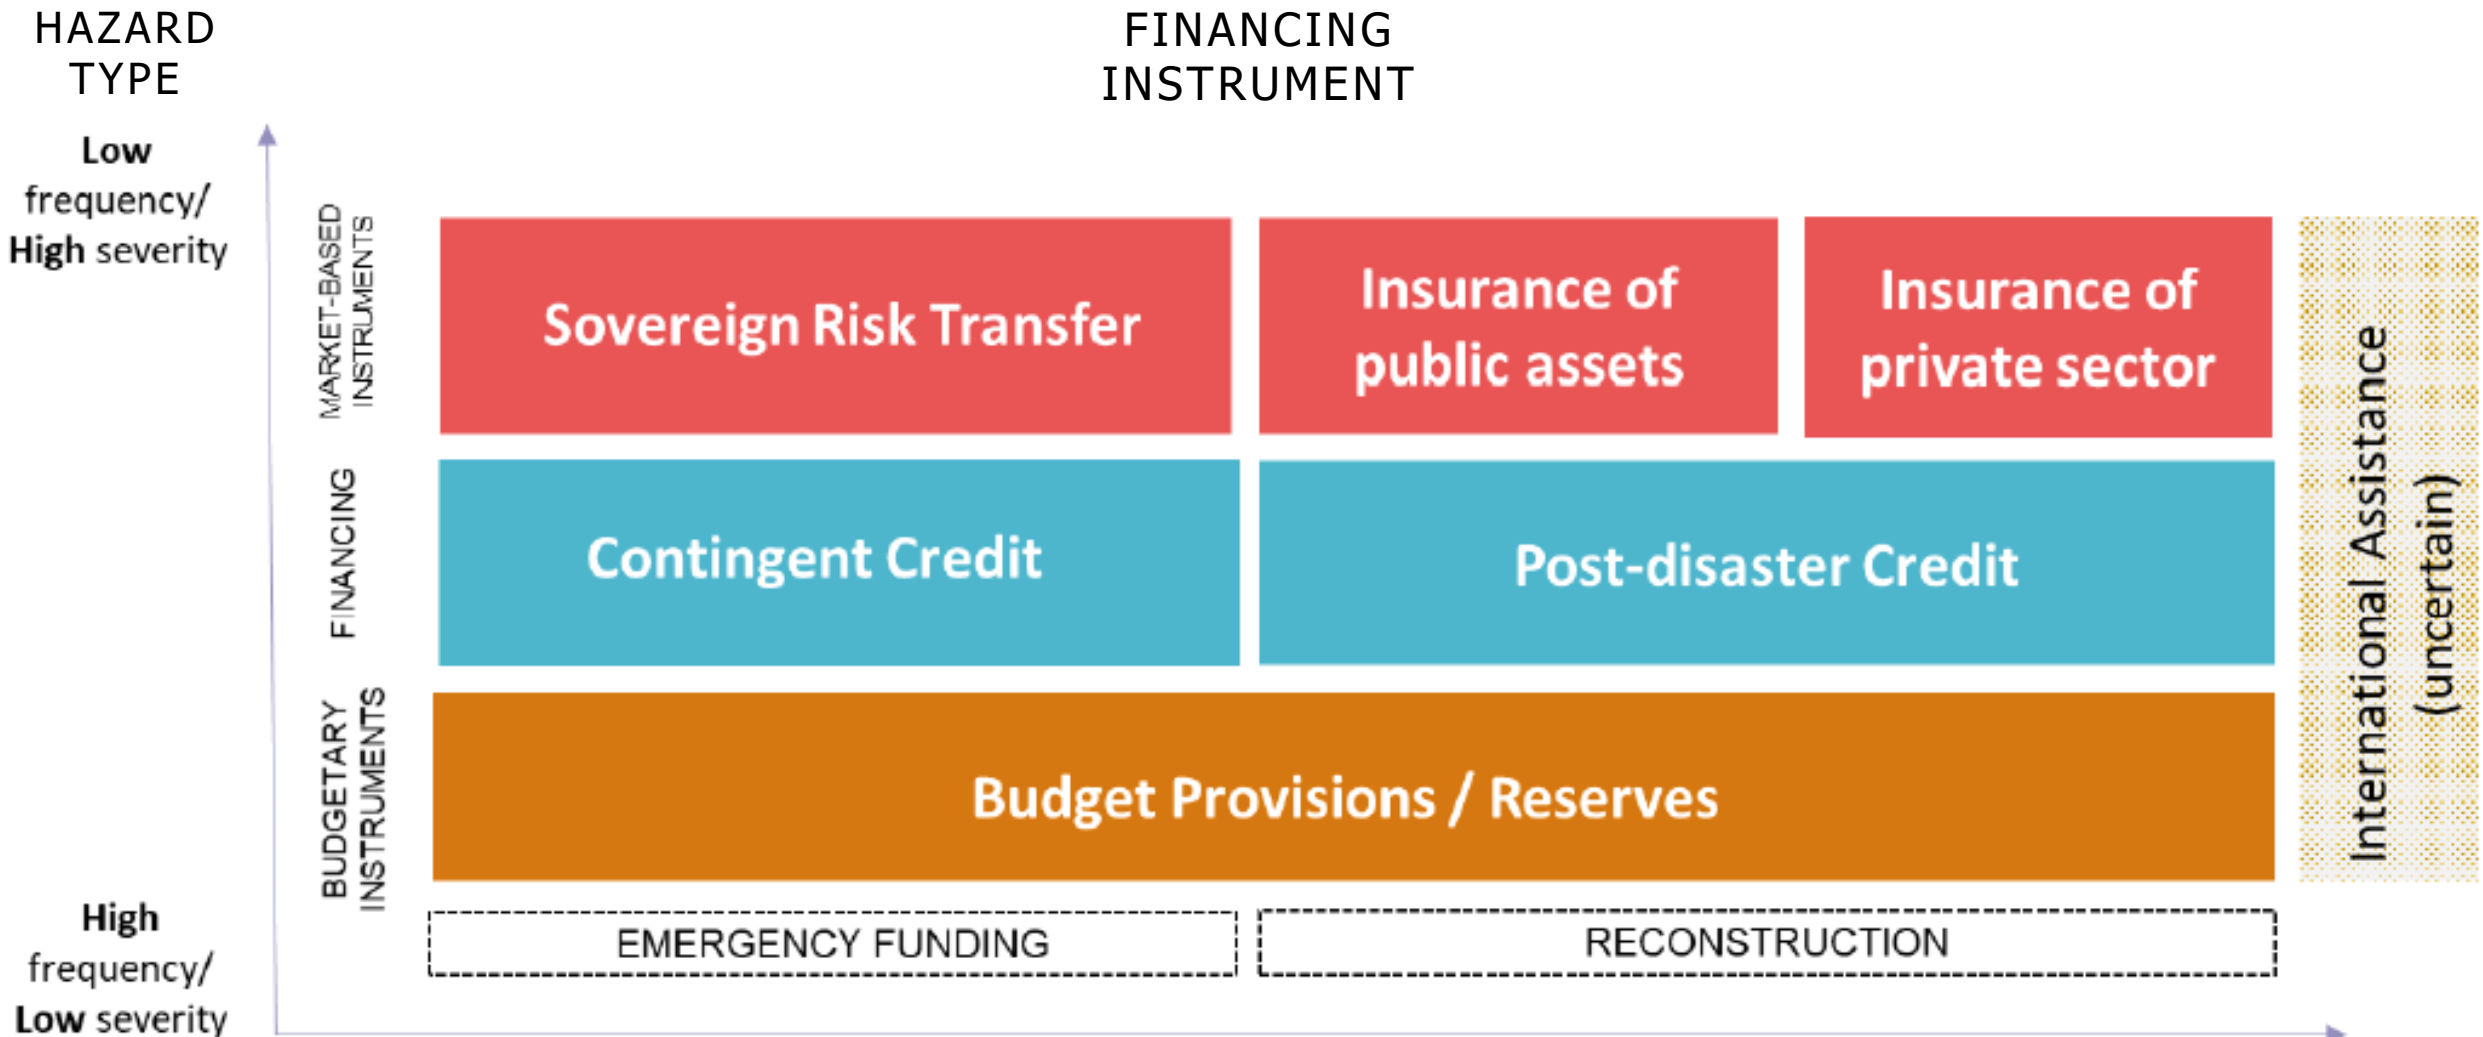 HAZARD
TYPE
FINANCING
INSTRUMENT
Low
frequency/
High severity
MARKET-BASED
INSTRUMENTS
Sovereign Risk Transfer
Insurance of
public assets
Insurance of
private sector
FINANCING
Contingent Credit
Post-disaster Credit
BUDGETARY
INSTRUMENTS
Budget Provisions / Reserves
International Assistance
(uncertain)
High
frequency/
Low severity
EMERGENCY FUNDING
RECONSTRUCTION